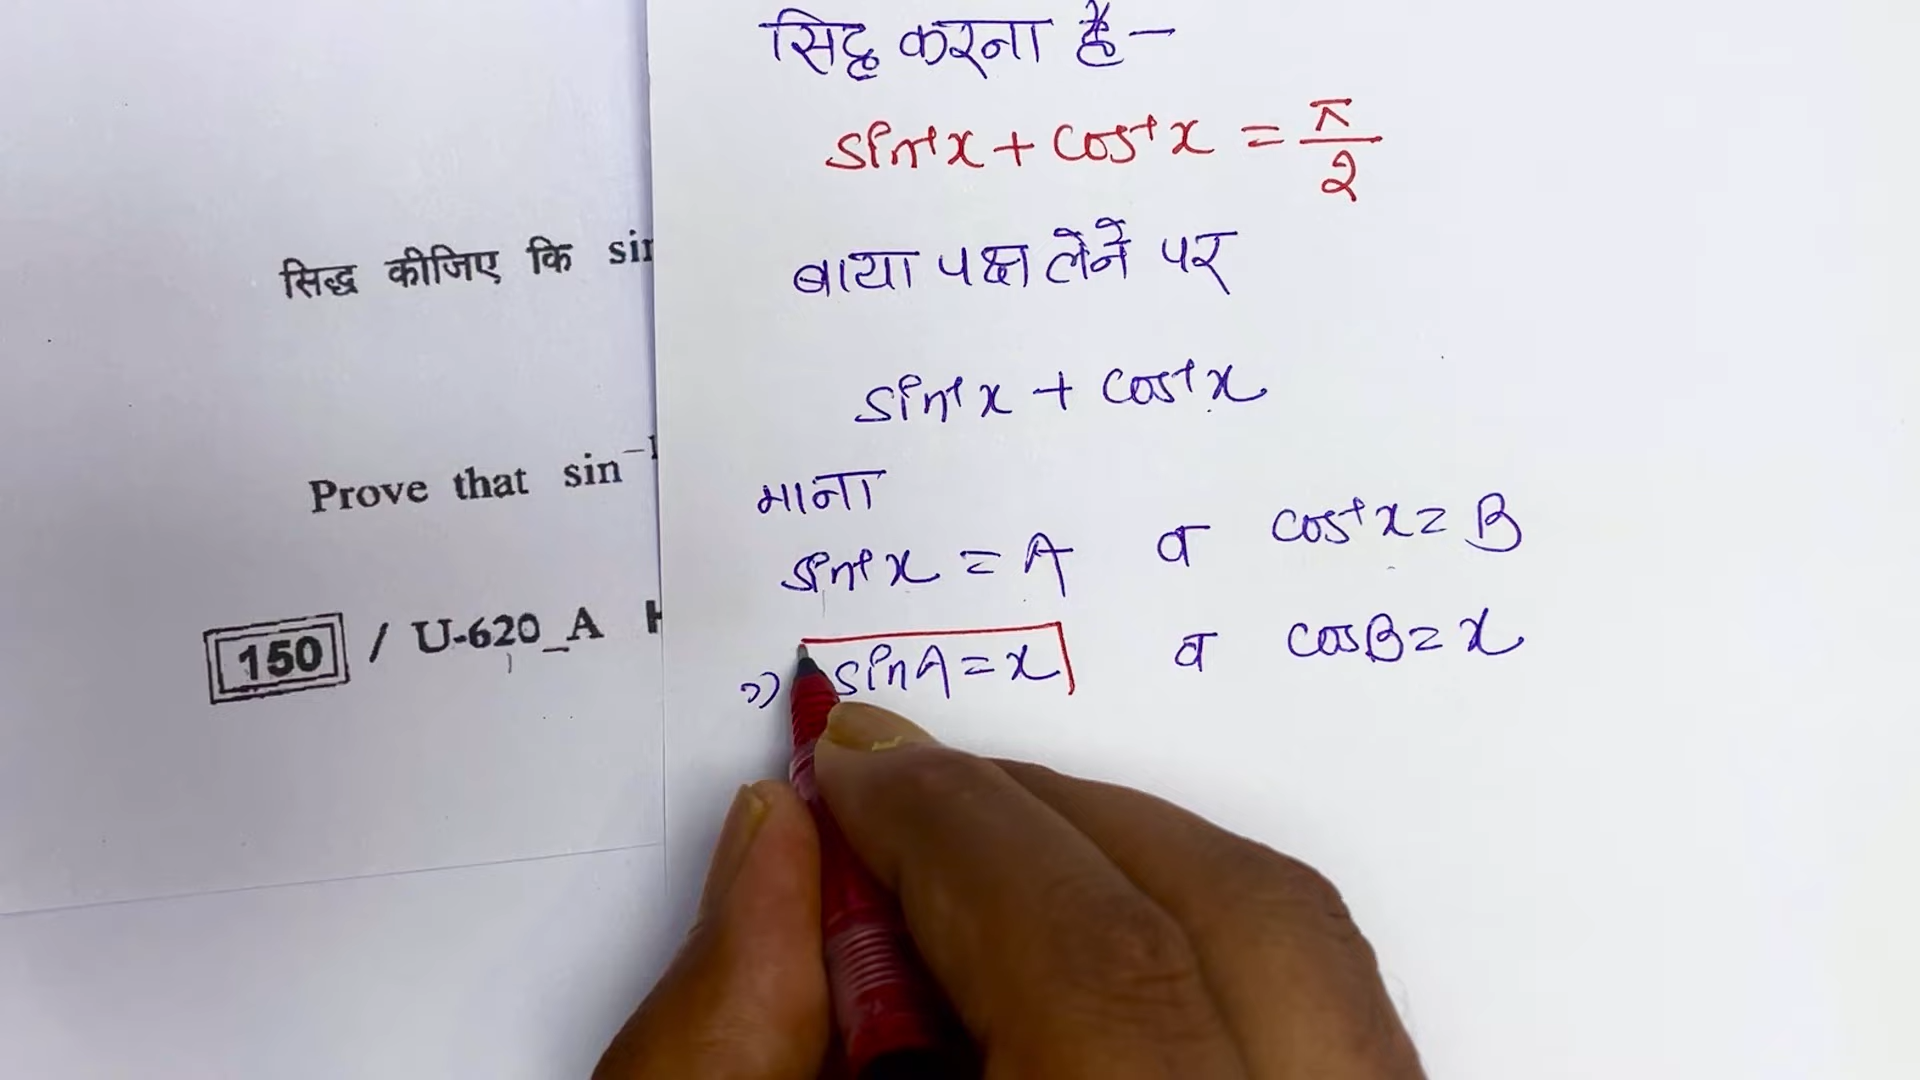 सिद्ध कीजिए कि sin
Prove that sin⁻¹
150 / U-620_A
सिद्ध करना है—
sin⁻¹x + cos⁻¹x = π/2
बाया पक्ष लेने पर
sin⁻¹x + cos⁻¹x
माना
sin⁻¹x = A व cos⁻¹x = B
⇒ sinA = x व cosB = x